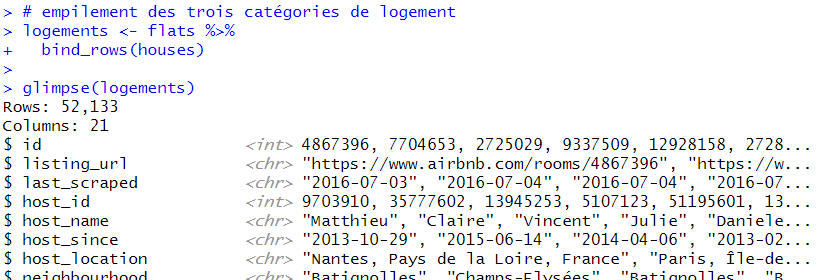 > # empilement des trois catégories de logement
> logements <- flats %>%
+   bind_rows(houses)
>
> glimpse(logements)
Rows: 52,133
Columns: 21
$ id <int> 4867396, 7704653, 2725029, 9337509, 12928158, 2728...
$ listing_url <chr> "https://www.airbnb.com/rooms/4867396", "https://w...
$ last_scraped <chr> "2016-07-03", "2016-07-04", "2016-07-04", "2016-07...
$ host_id <int> 9703910, 35777602, 13945253, 5107123, 51195601, 13...
$ host_name <chr> "Matthieu", "Claire", "Vincent", "Julie", "Daniele...
$ host_since <chr> "2013-10-29", "2015-06-14", "2014-04-06", "2013-02...
$ host_location <chr> "Nantes, Pays de la Loire, France", "Paris, Île-de...
$ neighbourhood <chr> "Batignolles", "Champs-Elysées", "Batignolles", "B...